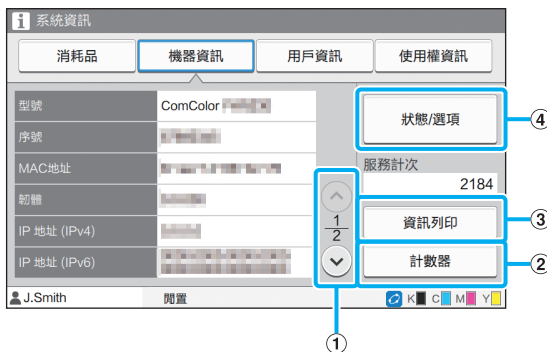 i 系統資訊
消耗品 機器資訊 用戶資訊 使用權資訊
型號 ComColor
序號
MAC地址
韌體
IP 地址 (IPv4)
IP 地址 (IPv6)
1
2
狀態/選項
服務計次
2184
資訊列印
計數器
J.Smith 閒置 K C M Y
④
③
②
①